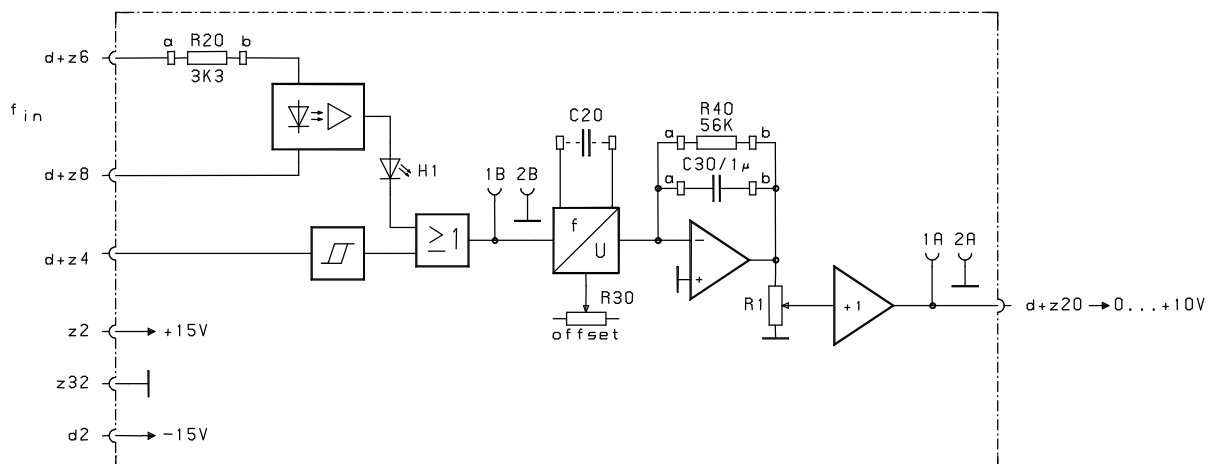 d+z6
a
R20
b
3K3
f in
d+z8
H1
d+z4
≥1
1B 2B
C20
f
U
R30
offset
R40
56K
a
b
C30/1µ
a
b
-
+
R1
+1
1A 2A
d+z20 → 0...+10V
z2
+15V
z32
d2
-15V